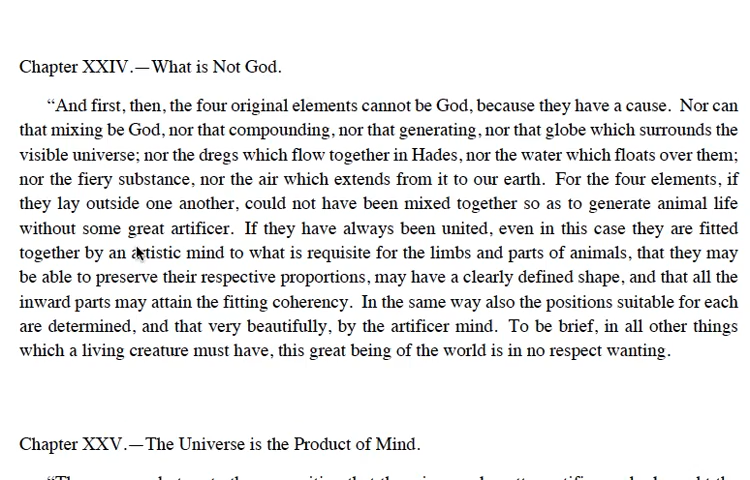 Chapter XXIV.—What is Not God.
“And first, then, the four original elements cannot be God, because they have a cause. Nor can
that mixing be God, nor that compounding, nor that generating, nor that globe which surrounds the
visible universe; nor the dregs which flow together in Hades, nor the water which floats over them;
nor the fiery substance, nor the air which extends from it to our earth. For the four elements, if
they lay outside one another, could not have been mixed together so as to generate animal life
without some great artificer. If they have always been united, even in this case they are fitted
together by an artistic mind to what is requisite for the limbs and parts of animals, that they may
be able to preserve their respective proportions, may have a clearly defined shape, and that all the
inward parts may attain the fitting coherency. In the same way also the positions suitable for each
are determined, and that very beautifully, by the artificer mind. To be brief, in all other things
which a living creature must have, this great being of the world is in no respect wanting.
Chapter XXV.—The Universe is the Product of Mind.